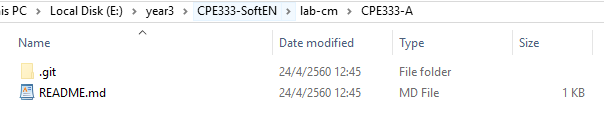 is PC > Local Disk (E:) > year3 > CPE333-SoftEN > lab-cm > CPE333-A
Name Date modified Type Size
.git 24/4/2560 12:45 File folder
README.md 24/4/2560 12:45 MD File 1 KB